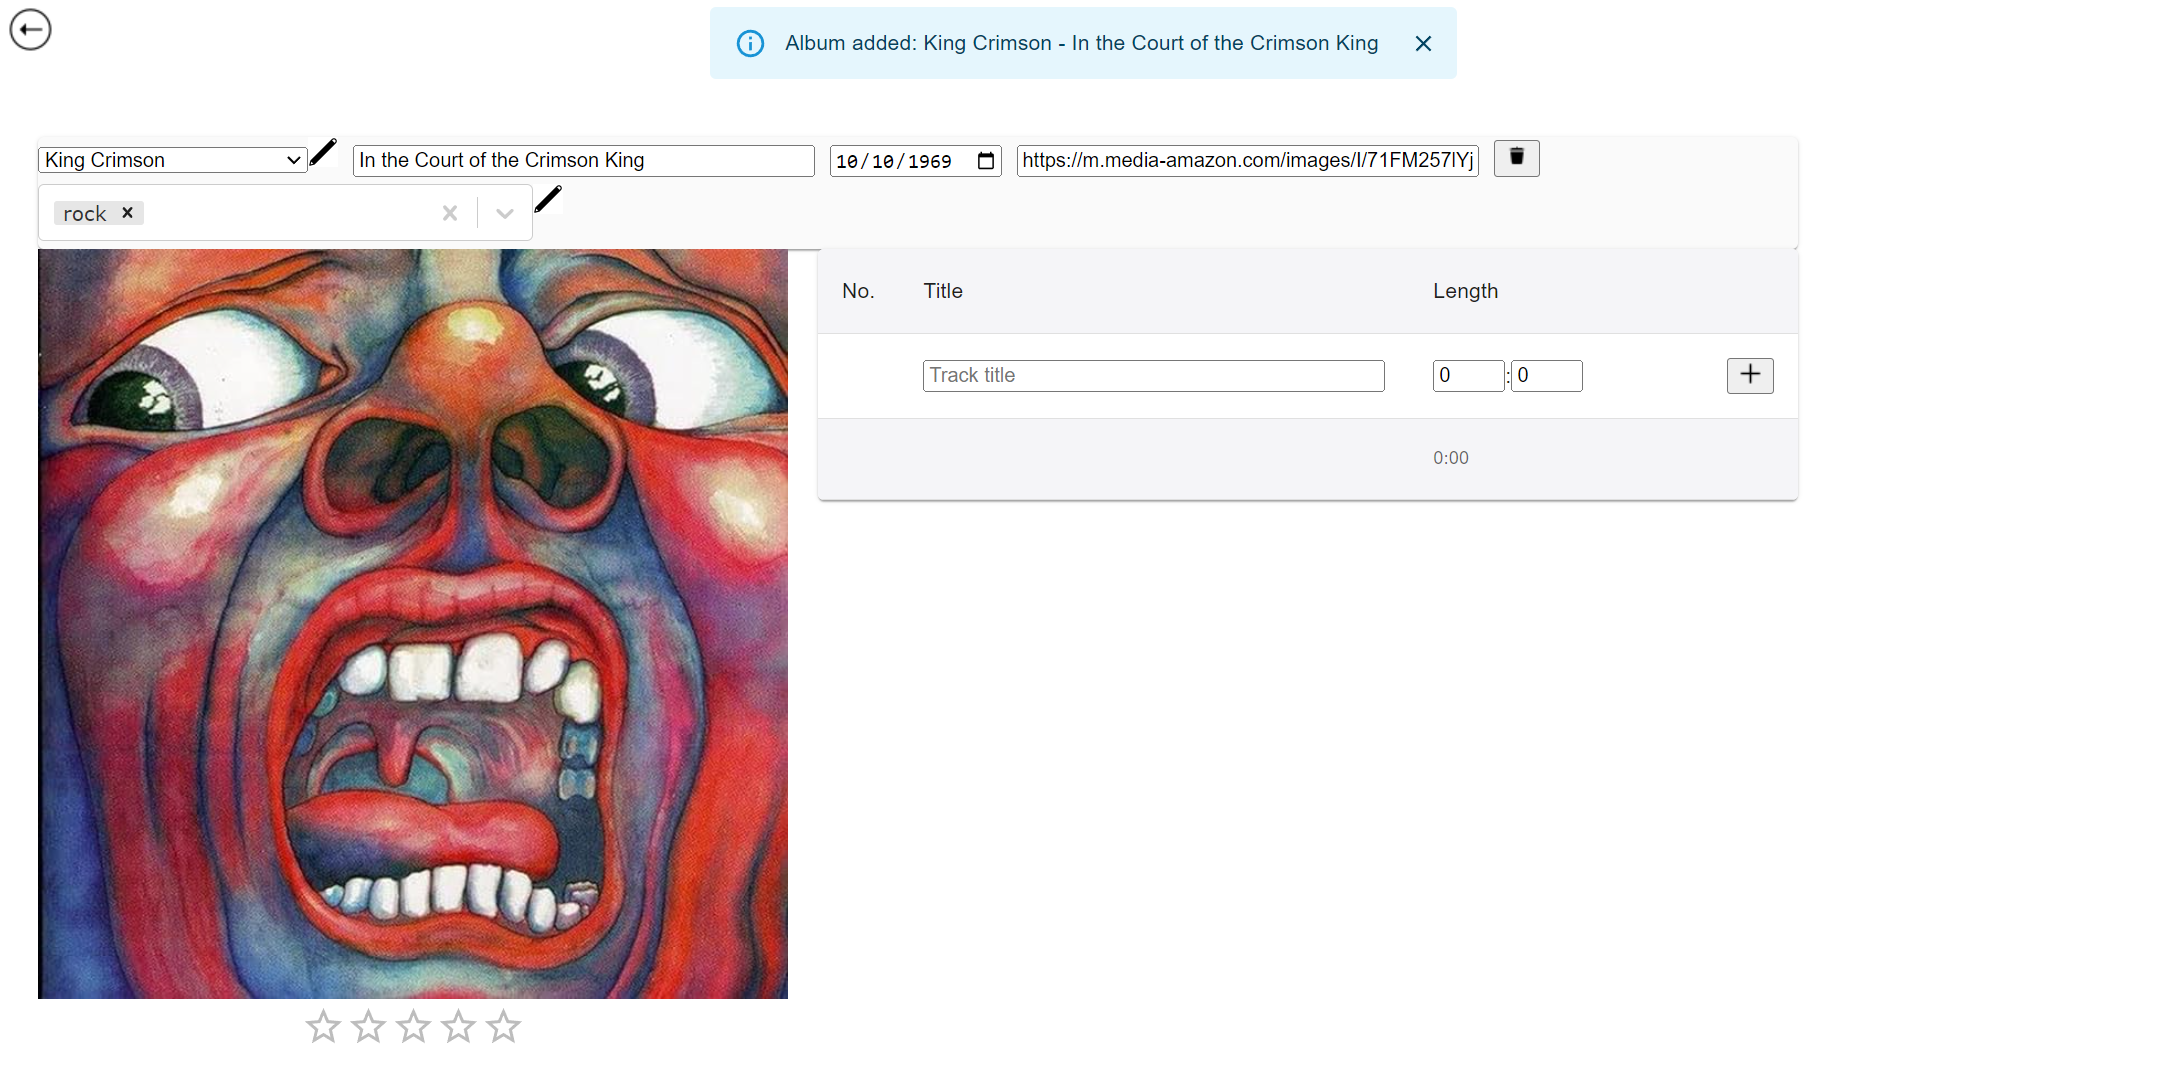 Album added: King Crimson - In the Court of the Crimson King
King Crimson
In the Court of the Crimson King
10/10/1969
https://m.media-amazon.com/images/I/71FM257lYj
rock
No. Title Length
Track title 0 : 0
0:00